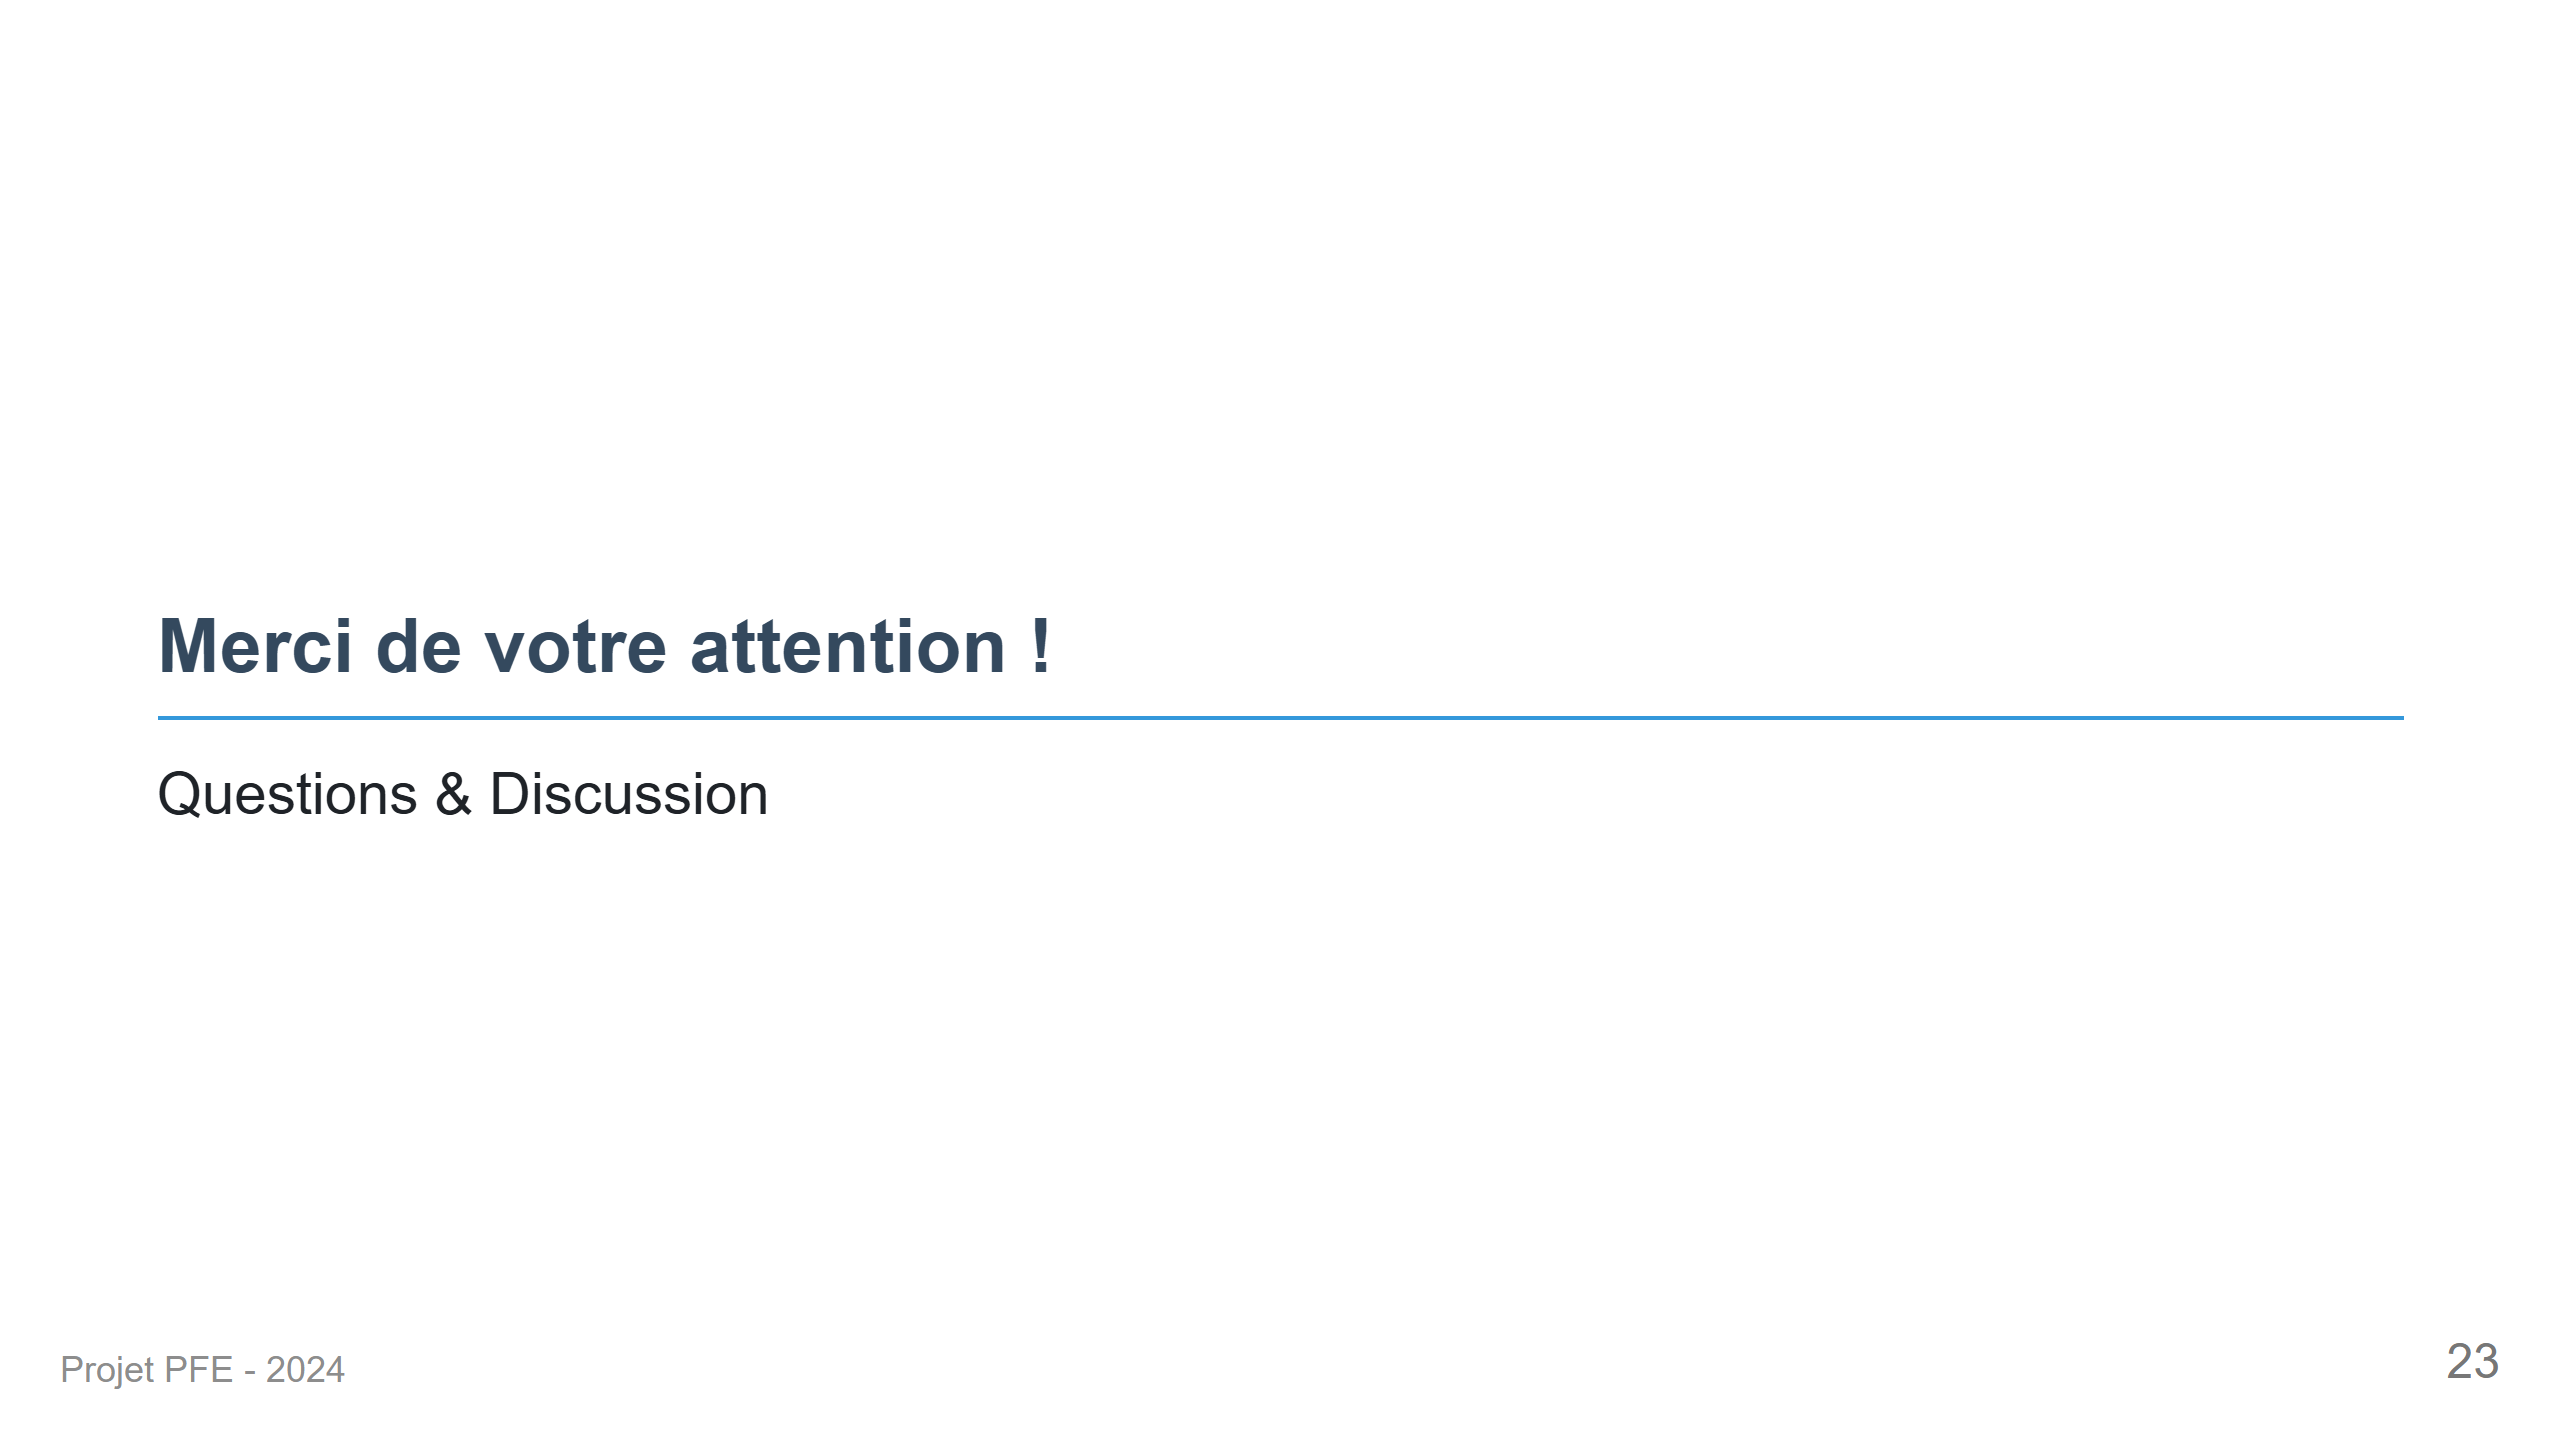 Merci de votre attention !
Questions & Discussion
Projet PFE - 2024
23